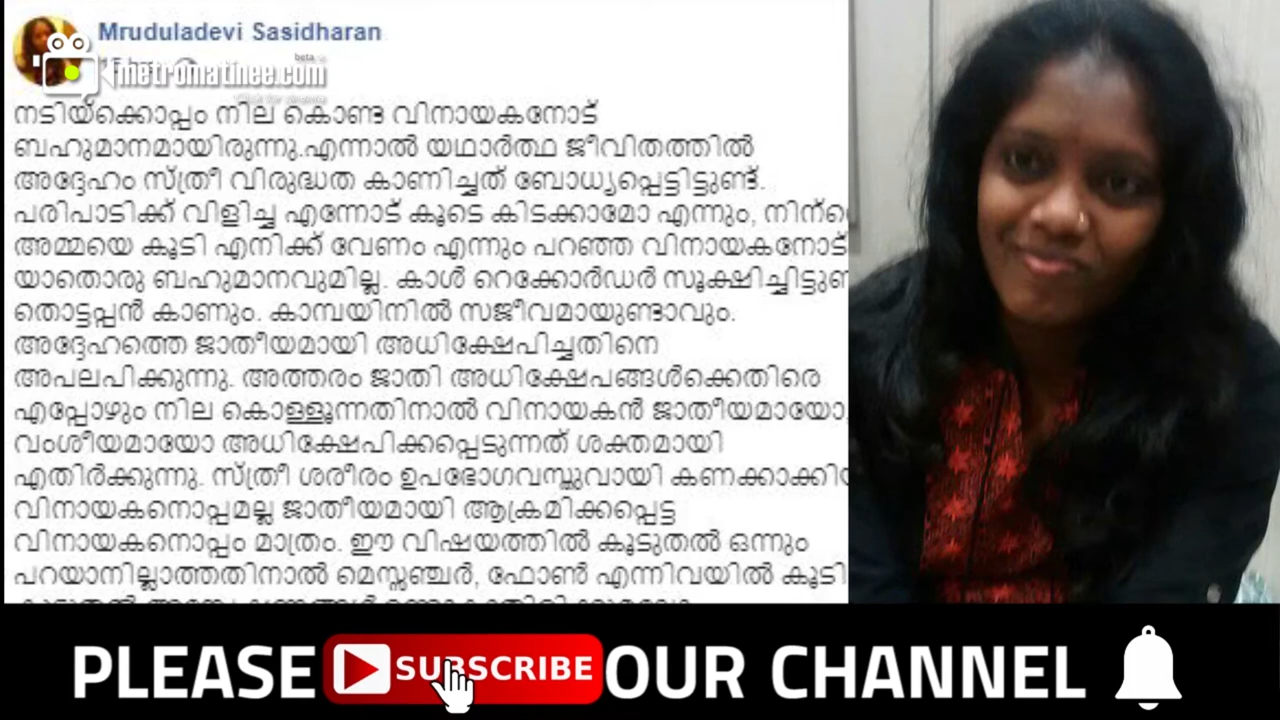 Mruduladevi Sasidharan
beta
metromatinee.com
നടിയ്ക്കൊപ്പം നില കൊണ്ട വിനായകനോട്
ബഹുമാനമായിരുന്നു.എന്നാൽ യഥാർത്ഥ ജീവിതത്തിൽ
അദ്ദേഹം സ്ത്രീ വിരുദ്ധത കാണിച്ചത് ബോധ്യപ്പെട്ടിട്ടുണ്ട്.
പരിപാടിക്ക് വിളിച്ച എന്നോട് കൂടെ കിടക്കാമോ എന്നും,
അമ്മയെ കൂടി എനിക്ക് വേണം എന്നും പറഞ്ഞ വിനായകനോട്
യാതൊരു ബഹുമാനവുമില്ല. കാൾ റെക്കോർഡർ
തൊട്ടപ്പൻ കാണും. കാമ്പയിനിൽ സജീവമായുണ്ടാവും.
അദ്ദേഹത്തെ ജാതീയമായി അധിക്ഷേപിച്ചതിനെ
അപലപിക്കുന്നു. അത്തരം ജാതി അധിക്ഷേപങ്ങൾക്കെതിരെ
എപ്പോഴും നില കൊള്ളൂന്നതിനാൽ വിനായകൻ ജാതീയമായോ,
വംശീയമായോ അധിക്ഷേപിക്കപ്പെടുന്നത് ശക്തമായി
എതിർക്കുന്നു. സ്ത്രീ ശരീരം ഉപഭോഗവസ്തുവായി
വിനായകനൊപ്പമല്ല ജാതീയമായി ആക്രമിക്കപ്പെട്ട
വിനായകനൊപ്പം മാത്രം. ഈ വിഷയത്തിൽ കൂടുതൽ ഒന്നും
പറയാനില്ലാത്തതിനാൽ മെസ്സഞ്ചർ, ഫോൺ എന്നിവയിൽ കൂടി
PLEASE SUBSCRIBE OUR CHANNEL